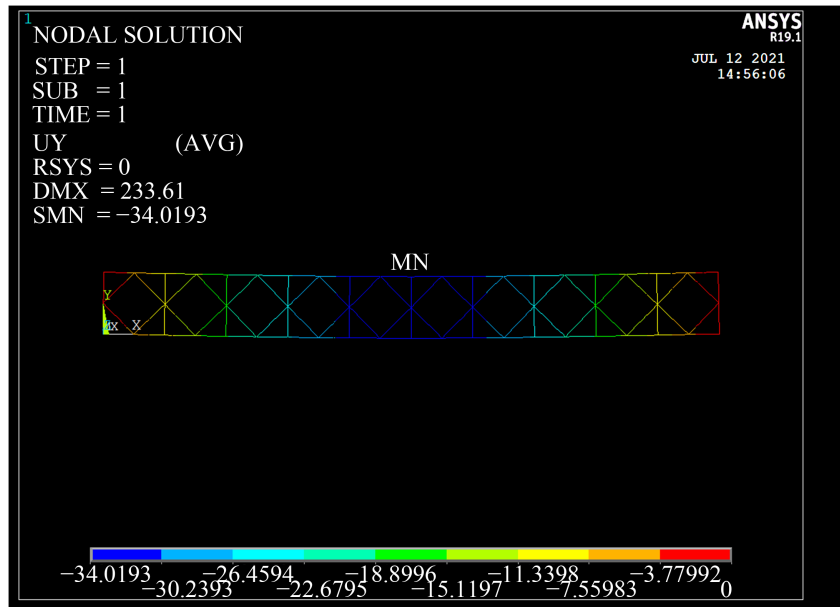 1
NODAL SOLUTION
STEP = 1
SUB = 1
TIME = 1
UY (AVG)
RSYS = 0
DMX = 233.61
SMN = −34.0193
ANSYS
R19.1
JUL 12 2021
14:56:06
MN
Y
X X
−34.0193 −26.4594 −18.8996 −11.3398 −3.77992
−30.2393 −22.6795 −15.1197 −7.55983 0